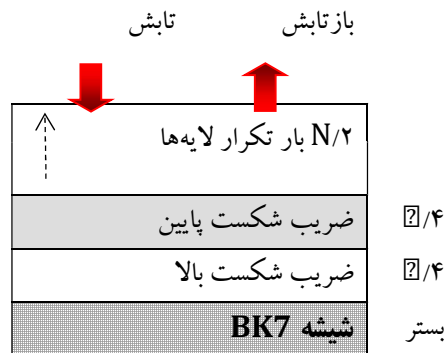 بازتابش تابش
N/۲ بار تکرار لایه‌ها
ضریب شکست پایین /۴
ضریب شکست بالا /۴
شیشه BK7 بستر